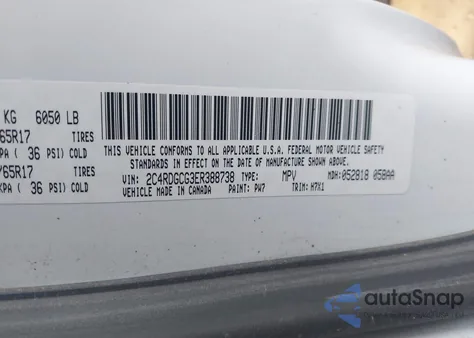 KG 6050 LB
65R17 TIRES
PA ( 36 PSI) COLD
/65R17 TIRES
KPA ( 36 PSI) COLD
THIS VEHICLE CONFORMS TO ALL APPLICABLE U.S.A. FEDERAL MOTOR VEHICLE SAFETY
STANDARDS IN EFFECT ON THE DATE OF MANUFACTURE SHOWN ABOVE.
VIN: 2C4RDGCG3ER388738 TYPE: MPV MDH: 052818 058AA
VEHICLE MADE IN CANADA PAINT: PW7 TRIM: H7X1
autoSnap